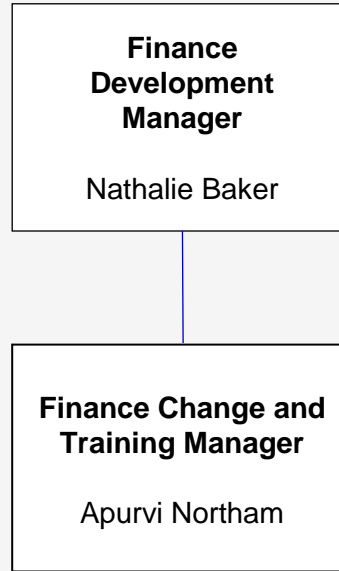 Finance
Development
Manager
Nathalie Baker
Finance Change and
Training Manager
Apurvi Northam